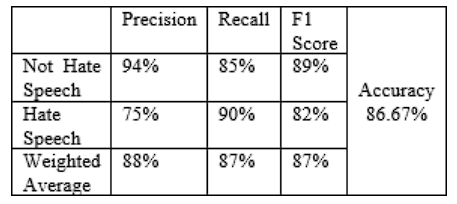 Precision Recall F1
Score
Not Hate 94% 85% 89%
Speech
Accuracy
86.67%
Hate 75% 90% 82%
Speech
Weighted 88% 87% 87%
Average